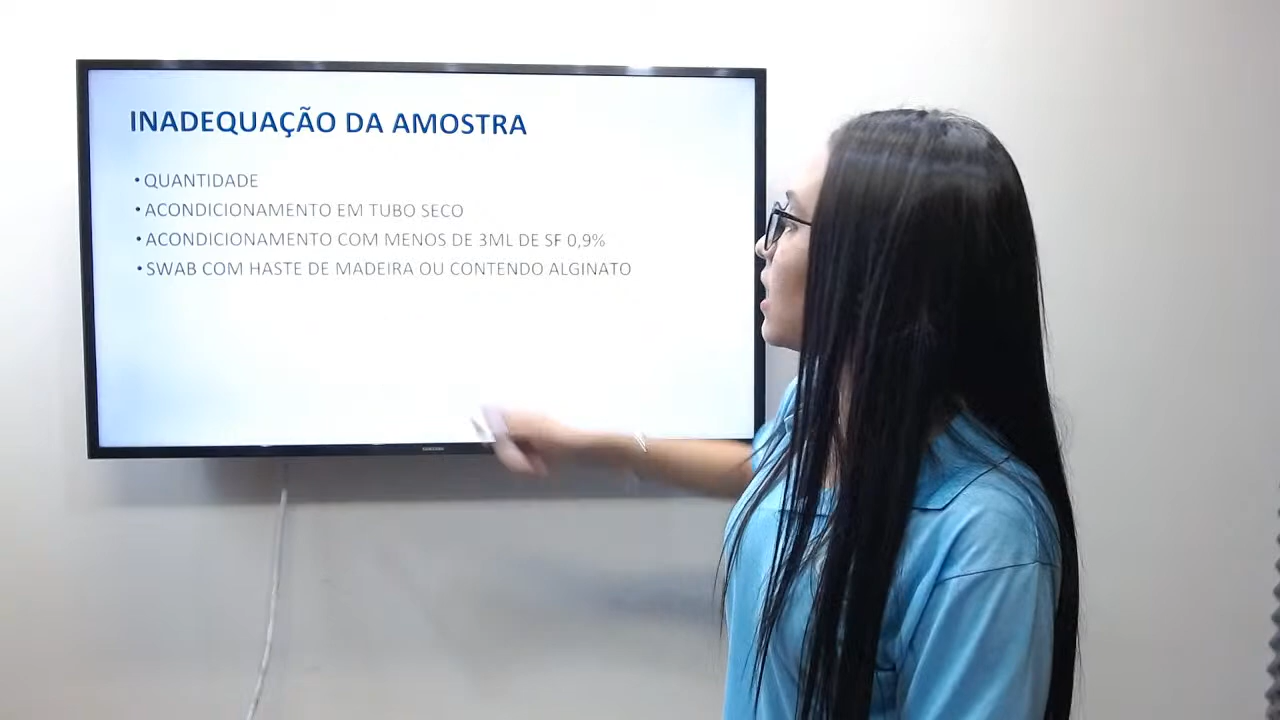 INADEQUAÇÃO DA AMOSTRA
• QUANTIDADE
• ACONDICIONAMENTO EM TUBO SECO
• ACONDICIONAMENTO COM MENOS DE 3ML DE SF 0,9%
• SWAB COM HASTE DE MADEIRA OU CONTENDO ALGINATO
SAMSUNG